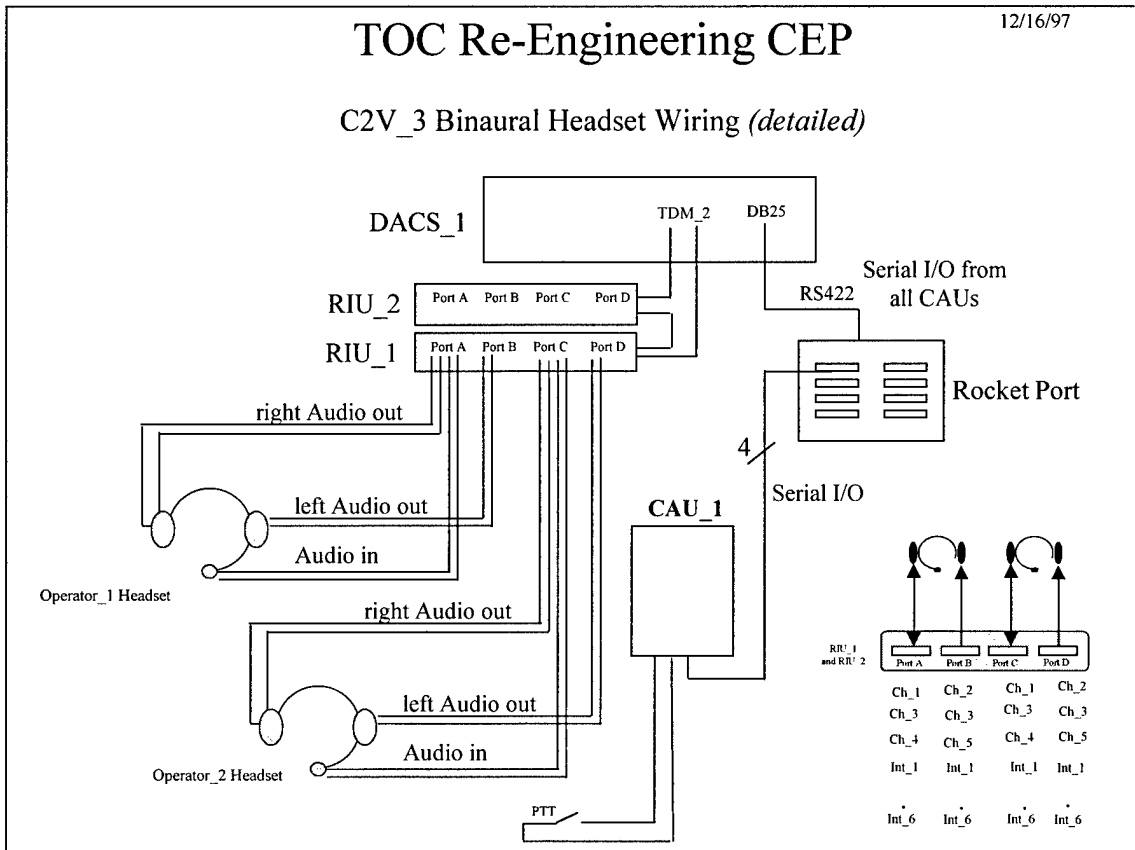 12/16/97
TOC Re-Engineering CEP
C2V_3 Binaural Headset Wiring (detailed)
DACS_1
TDM_2
DB25
RIU_2
Port A Port B Port C Port D
RIU_1
Port A Port B Port C Port D
RS422
Serial I/O from
all CAUs
Rocket Port
4
Serial I/O
right Audio out
left Audio out
Audio in
Operator_1 Headset
CAU_1
right Audio out
left Audio out
Audio in
Operator_2 Headset
PTT
RIU_1
and RIU_2
Port A Port B Port C Port D
Ch_1 Ch_2 Ch_1 Ch_2
Ch_3 Ch_3 Ch_3 Ch_3
Ch_4 Ch_5 Ch_4 Ch_5
Int_1 Int_1 Int_1 Int_1
Int_6 Int_6 Int_6 Int_6